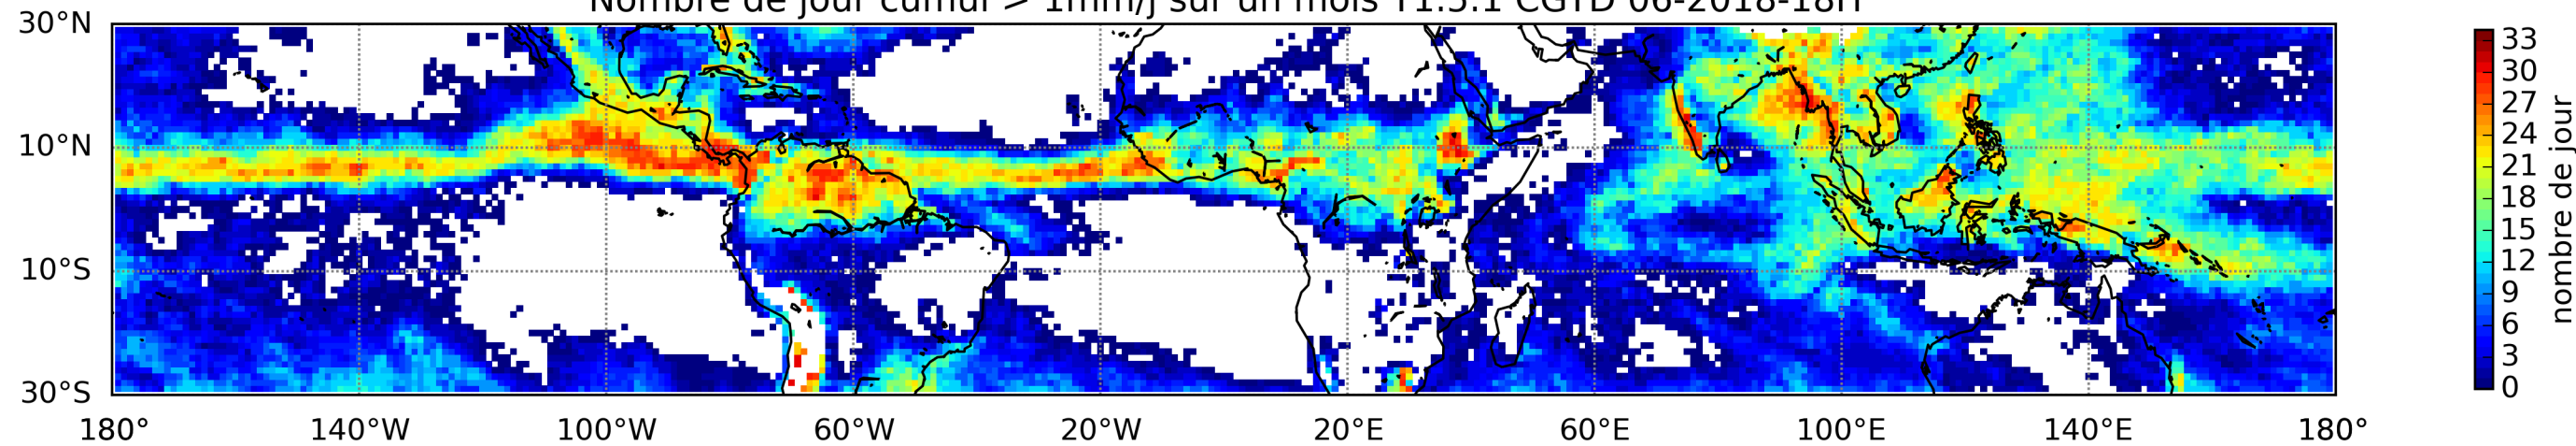 Nombre de jour cumul > 1mm/j sur un mois T1.5.1 CGTD 06-2018-18H
30°N
10°N
10°S
30°S
180° 140°W 100°W 60°W 20°W 20°E 60°E 100°E 140°E 180°
33
30
27
24
21
18
15
12
9
6
3
0
nombre de jour